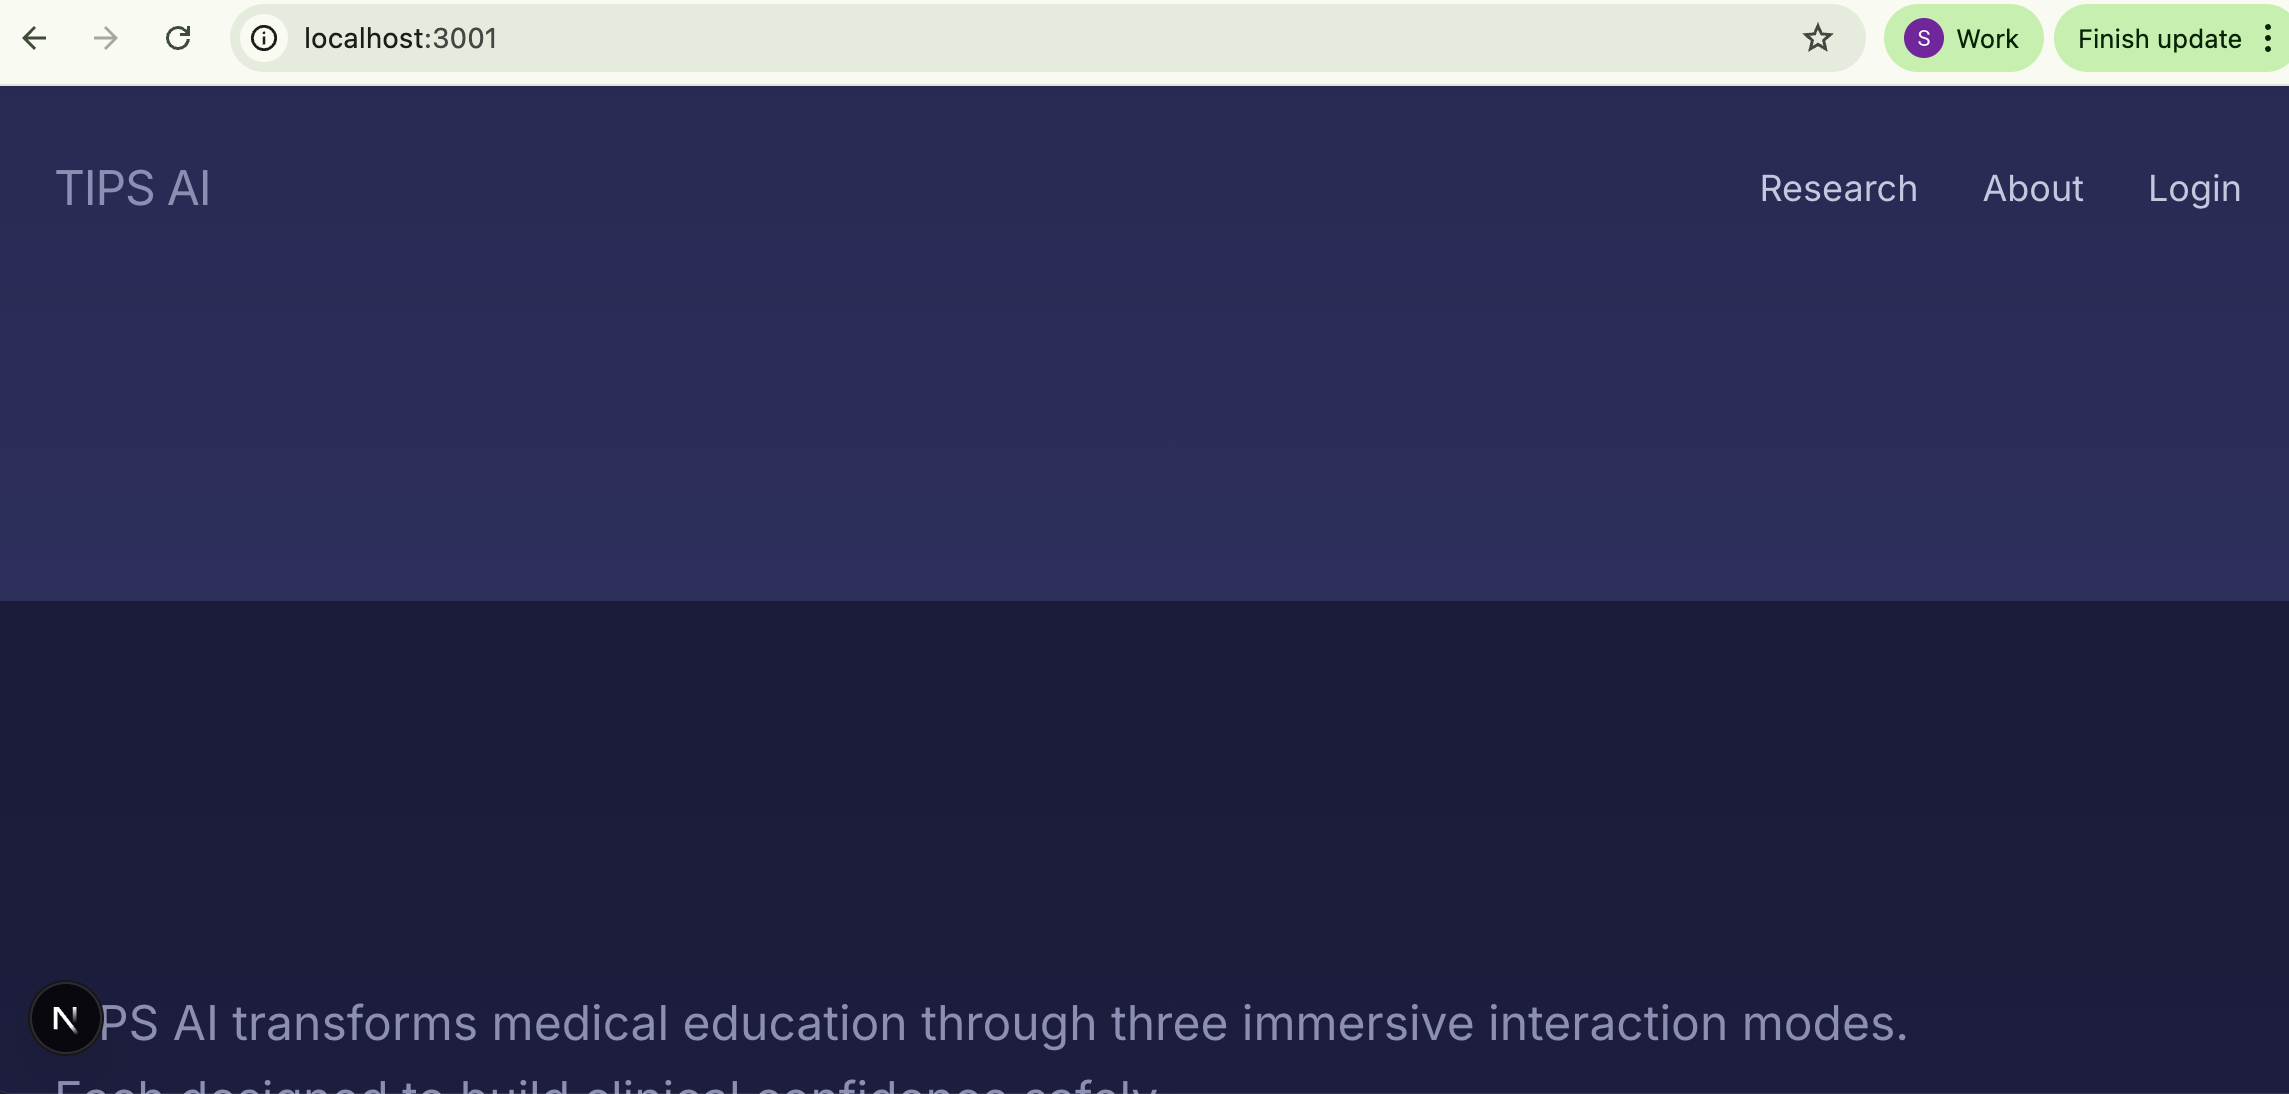 localhost:3001
S Work
Finish update
TIPS AI
Research About Login
N
PS AI transforms medical education through three immersive interaction modes.
Each designed to build clinical confidence safely